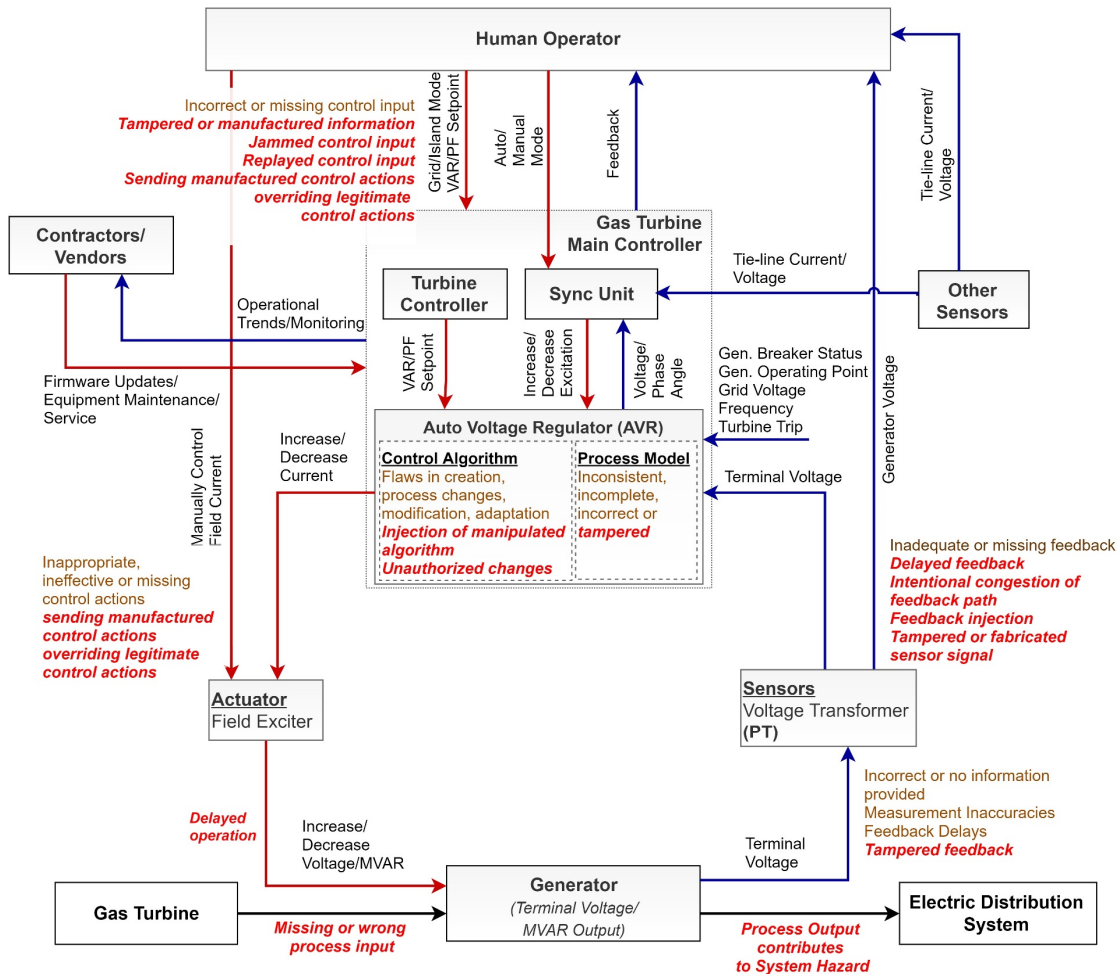 Human Operator
Incorrect or missing control input
Tampered or manufactured information
Jammed control input
Replayed control input
Sending manufactured control actions
overriding legitimate
control actions
Grid/Island Mode
VAR/PF Setpoint
Auto/
Manual
Mode
Feedback
Tie-line Current/
Voltage
Contractors/
Vendors
Gas Turbine
Main Controller
Turbine
Controller
Sync Unit
Tie-line Current/
Voltage
Other
Sensors
Operational
Trends/Monitoring
VAR/PF
Setpoint
Increase/
Decrease
Excitation
Voltage/
Phase
Angle
Gen. Breaker Status
Gen. Operating Point
Grid Voltage
Frequency
Turbine Trip
Generator Voltage
Firmware Updates/
Equipment Maintenance/
Service
Manually Control
Field Current
Increase/
Decrease
Current
Auto Voltage Regulator (AVR)
Control Algorithm
Flaws in creation,
process changes,
modification, adaptation
Injection of manipulated
algorithm
Unauthorized changes
Process Model
Inconsistent,
incomplete,
incorrect or
tampered
Terminal Voltage
Inadequate or missing feedback
Delayed feedback
Intentional congestion of
feedback path
Feedback injection
Tampered or fabricated
sensor signal
Inappropriate,
ineffective or missing
control actions
sending manufactured
control actions
overriding legitimate
control actions
Actuator
Field Exciter
Sensors
Voltage Transformer
(PT)
Incorrect or no information
provided
Measurement Inaccuracies
Feedback Delays
Tampered feedback
Delayed
operation
Increase/
Decrease
Voltage/MVAR
Terminal
Voltage
Gas Turbine
Missing or wrong
process input
Generator
(Terminal Voltage/
MVAR Output)
Process Output
contributes
to System Hazard
Electric Distribution
System